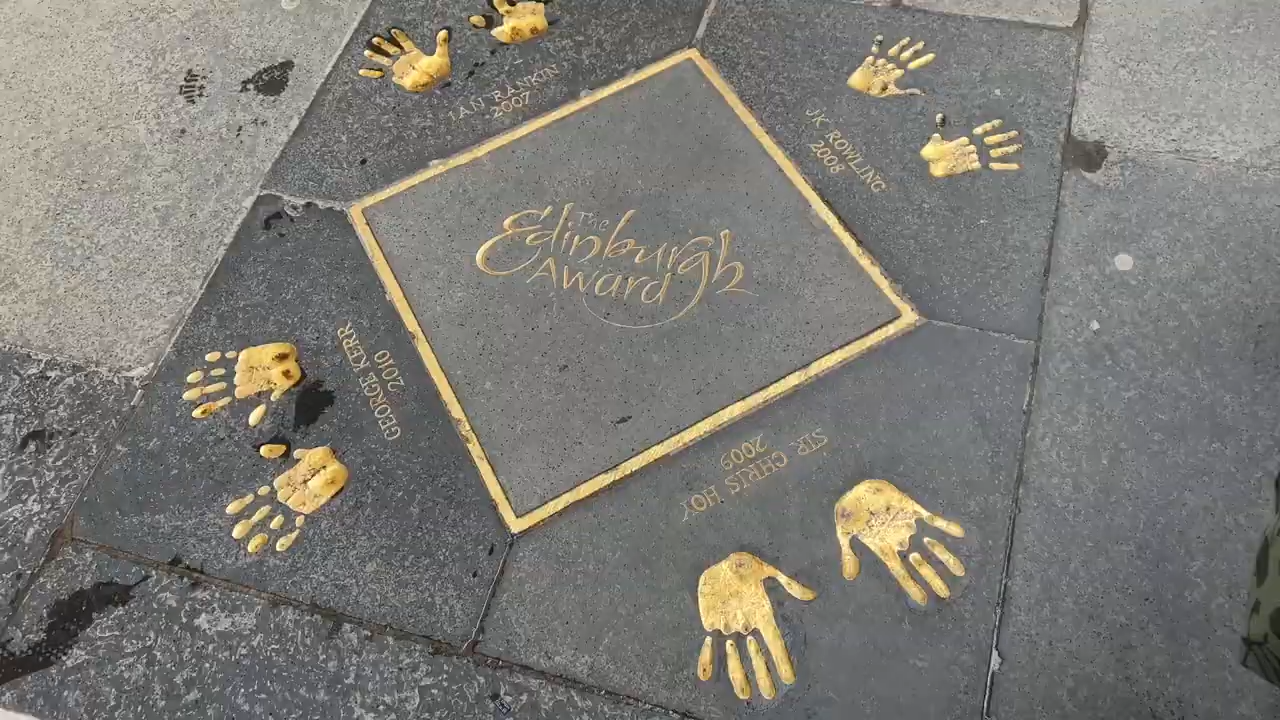 IAN RANKIN
2007
JK ROWLING
2008
The
Edinburgh
Award
GEORGE KERR
2010
SIR CHRIS HOY
2009